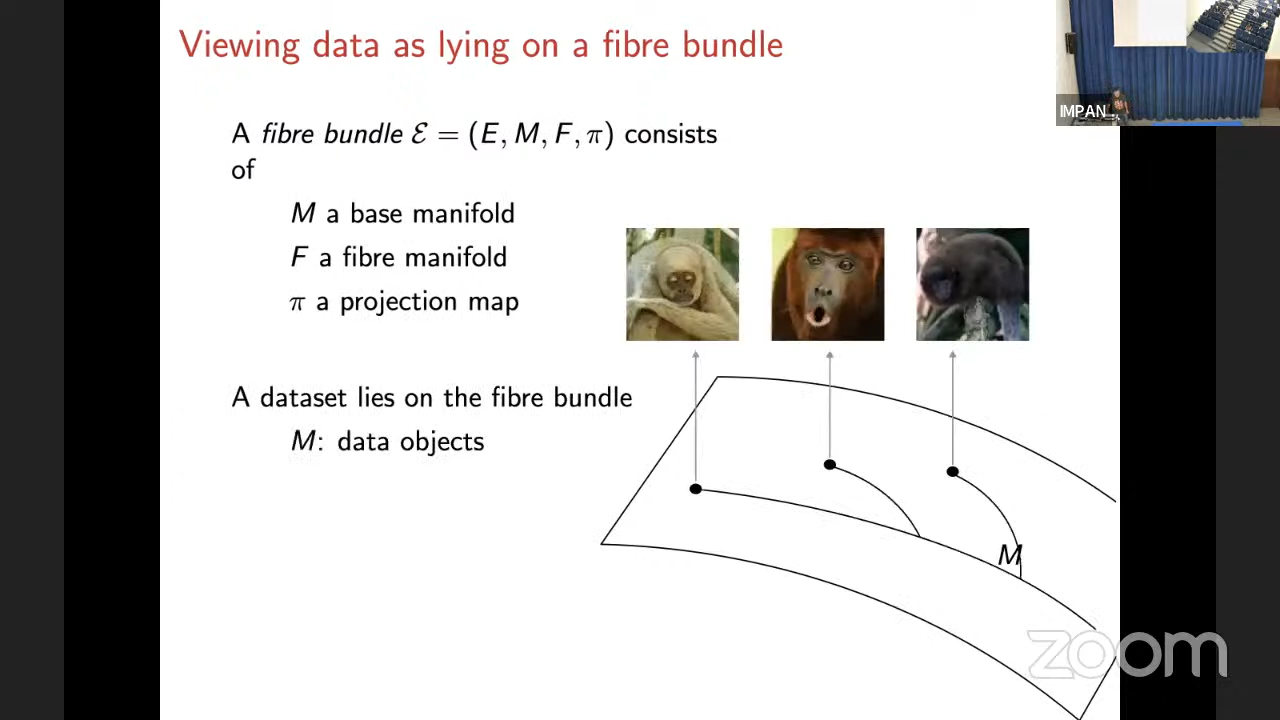 Viewing data as lying on a fibre bundle
IMPAN...
A fibre bundle ℰ = (E, M, F, π) consists
of
M a base manifold
F a fibre manifold
π a projection map
A dataset lies on the fibre bundle
M: data objects
M
zoom